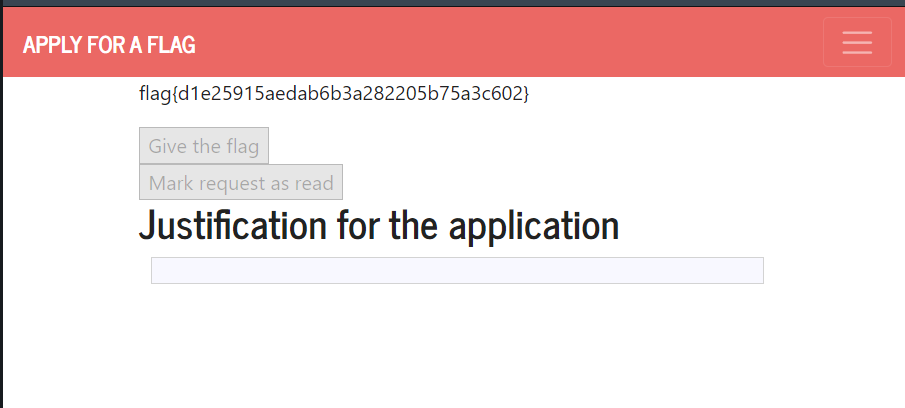 APPLY FOR A FLAG
flag{d1e25915aedab6b3a282205b75a3c602}
Give the flag
Mark request as read
Justification for the application